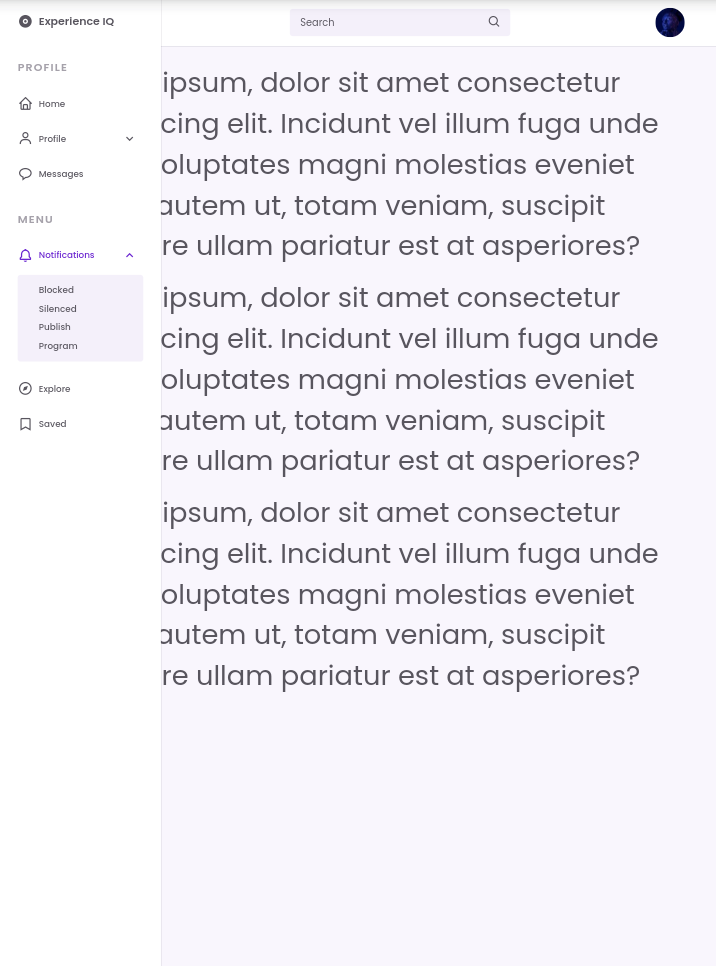 Experience IQ
Search
PROFILE
Home
Profile
Messages
MENU
Notifications
Blocked
Silenced
Publish
Program
Explore
Saved
ipsum, dolor sit amet consectetur
cing elit. Incidunt vel illum fuga unde
oluptates magni molestias eveniet
autem ut, totam veniam, suscipit
re ullam pariatur est at asperiores?
ipsum, dolor sit amet consectetur
cing elit. Incidunt vel illum fuga unde
oluptates magni molestias eveniet
autem ut, totam veniam, suscipit
re ullam pariatur est at asperiores?
ipsum, dolor sit amet consectetur
cing elit. Incidunt vel illum fuga unde
oluptates magni molestias eveniet
autem ut, totam veniam, suscipit
re ullam pariatur est at asperiores?